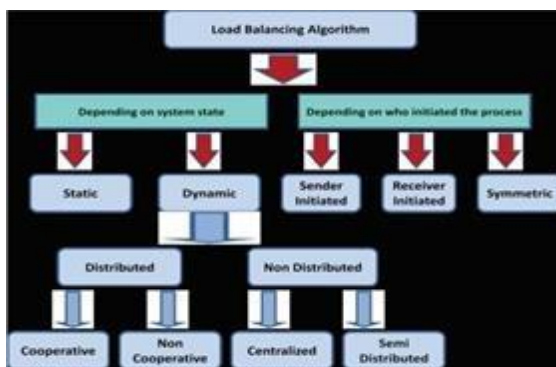 Load Balancing Algorithm
Depending on system state
Depending on who initiated the process
Static
Dynamic
Sender
Initiated
Receiver
Initiated
Symmetric
Distributed
Non Distributed
Cooperative
Non
Cooperative
Centralized
Semi
Distributed